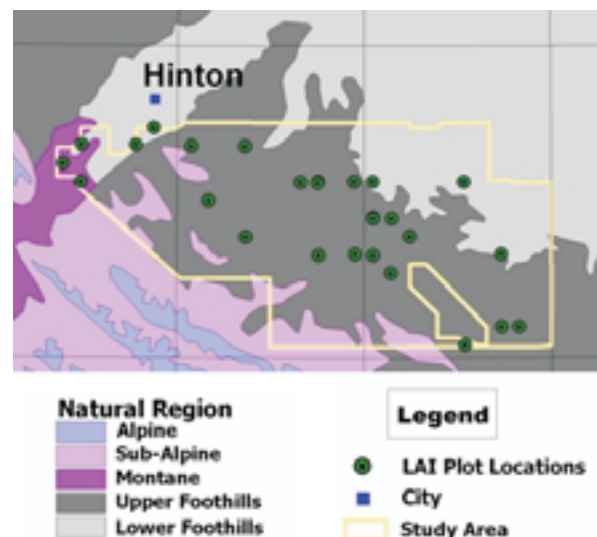 Hinton
Natural Region
Alpine
Sub-Alpine
Montane
Upper Foothills
Lower Foothills
Legend
LAI Plot Locations
City
Study Area